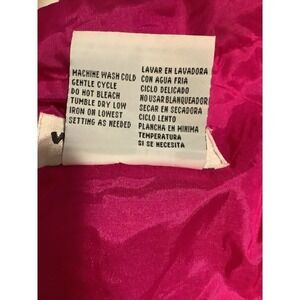 MACHINE WASH COLD
GENTLE CYCLE
DO NOT BLEACH
TUMBLE DRY LOW
IRON ON LOWEST
SETTING AS NEEDED
LAVAR EN LAVADORA
CON AGUA FRIA
CICLO DELICADO
NO USAR BLANQUEADOR
SECAR EN SECADORA
CICLO LENTO
PLANCHA EN MINIMA
TEMPERATURA
SI SE NECESITA